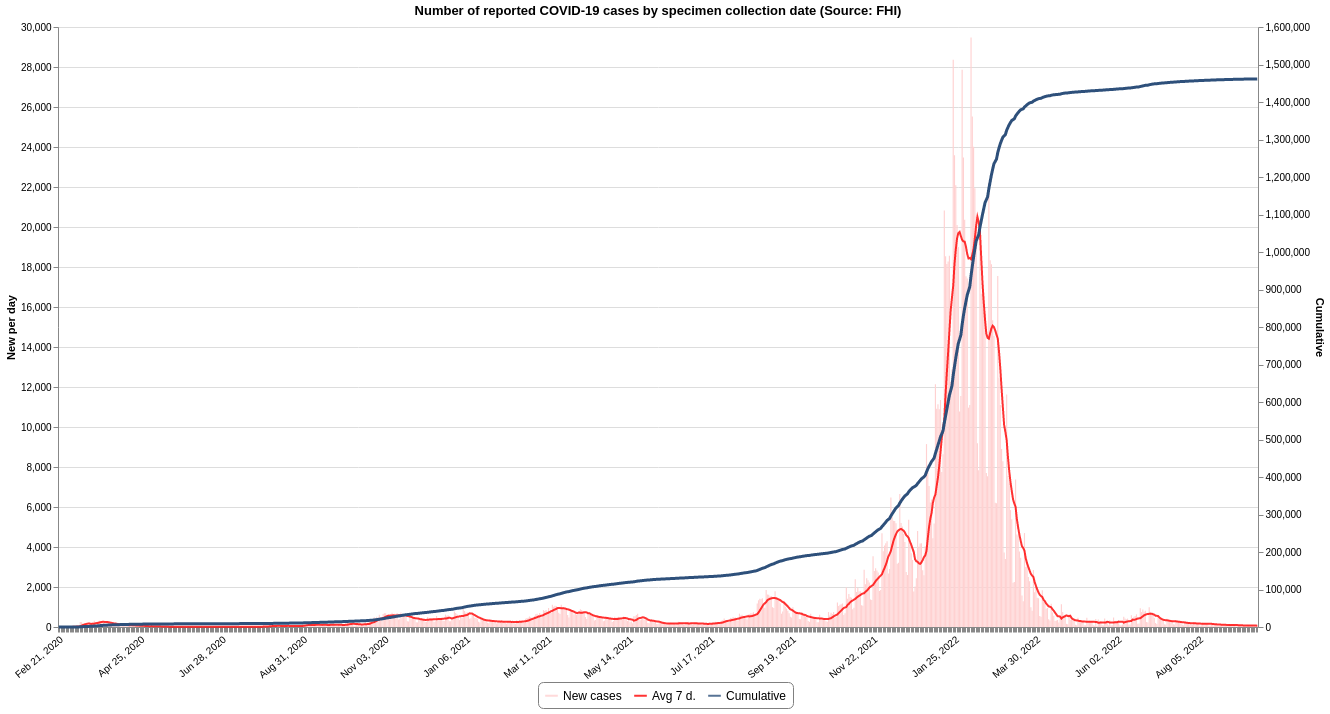 Number of reported COVID-19 cases by specimen collection date (Source: FHI)
30,000
28,000
26,000
24,000
22,000
20,000
18,000
16,000
14,000
12,000
10,000
8,000
6,000
4,000
2,000
0
New per day
1,600,000
1,500,000
1,400,000
1,300,000
1,200,000
1,100,000
1,000,000
900,000
800,000
700,000
600,000
500,000
400,000
300,000
200,000
100,000
0
Cumulative
Feb 21, 2020
Apr 25, 2020
Jun 28, 2020
Aug 31, 2020
Nov 03, 2020
Jan 06, 2021
Mar 11, 2021
May 14, 2021
Jul 17, 2021
Sep 19, 2021
Nov 22, 2021
Jan 25, 2022
Mar 30, 2022
Jun 02, 2022
Aug 05, 2022
New cases Avg 7 d. Cumulative